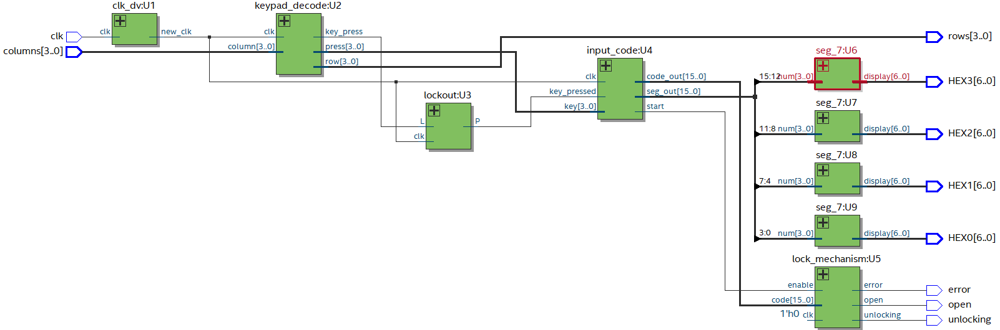 clk_dv:U1
clk
clk
new_clk
columns[3..0]
keypad_decode:U2
clk
column[3..0]
key_press
press[3..0]
row[3..0]
lockout:U3
L
clk
P
input_code:U4
clk
key_pressed
key[3..0]
code_out[15..0]
seg_out[15..0]
start
rows[3..0]
seg_7:U6
15:12
num[3..0]
display[6..0]
HEX3[6..0]
seg_7:U7
11:8
num[3..0]
display[6..0]
HEX2[6..0]
seg_7:U8
7:4
num[3..0]
display[6..0]
HEX1[6..0]
seg_7:U9
3:0
num[3..0]
display[6..0]
HEX0[6..0]
lock_mechanism:U5
enable
code[15..0]
1'h0
clk
error
open
unlocking
error
open
unlocking